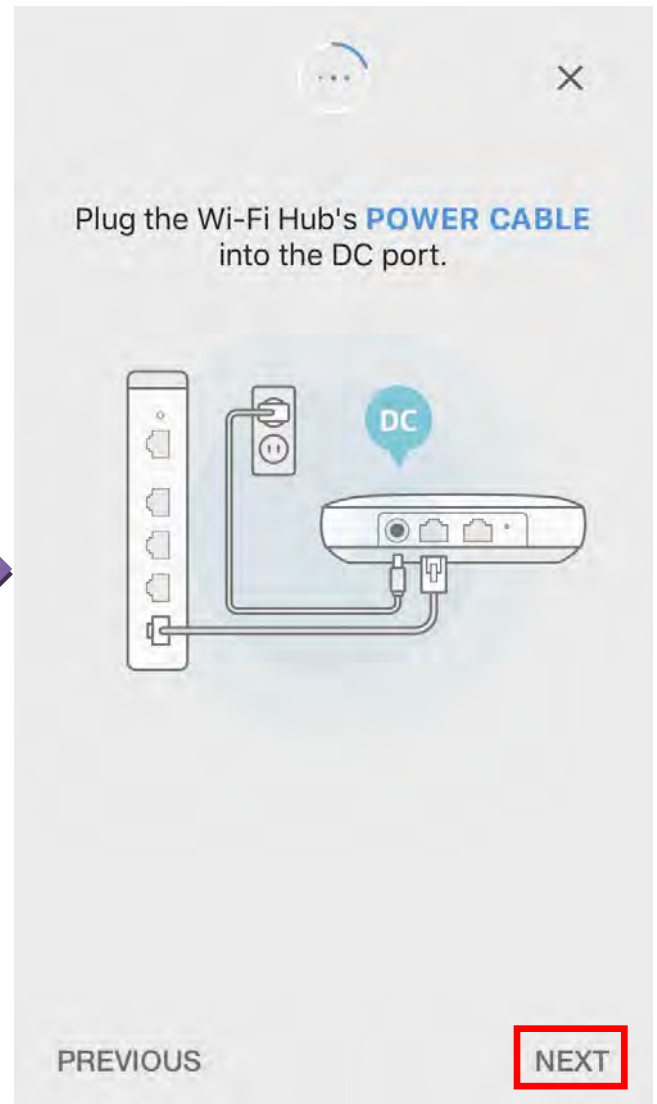 Plug the Wi-Fi Hub's POWER CABLE
into the DC port.
DC
PREVIOUS
NEXT